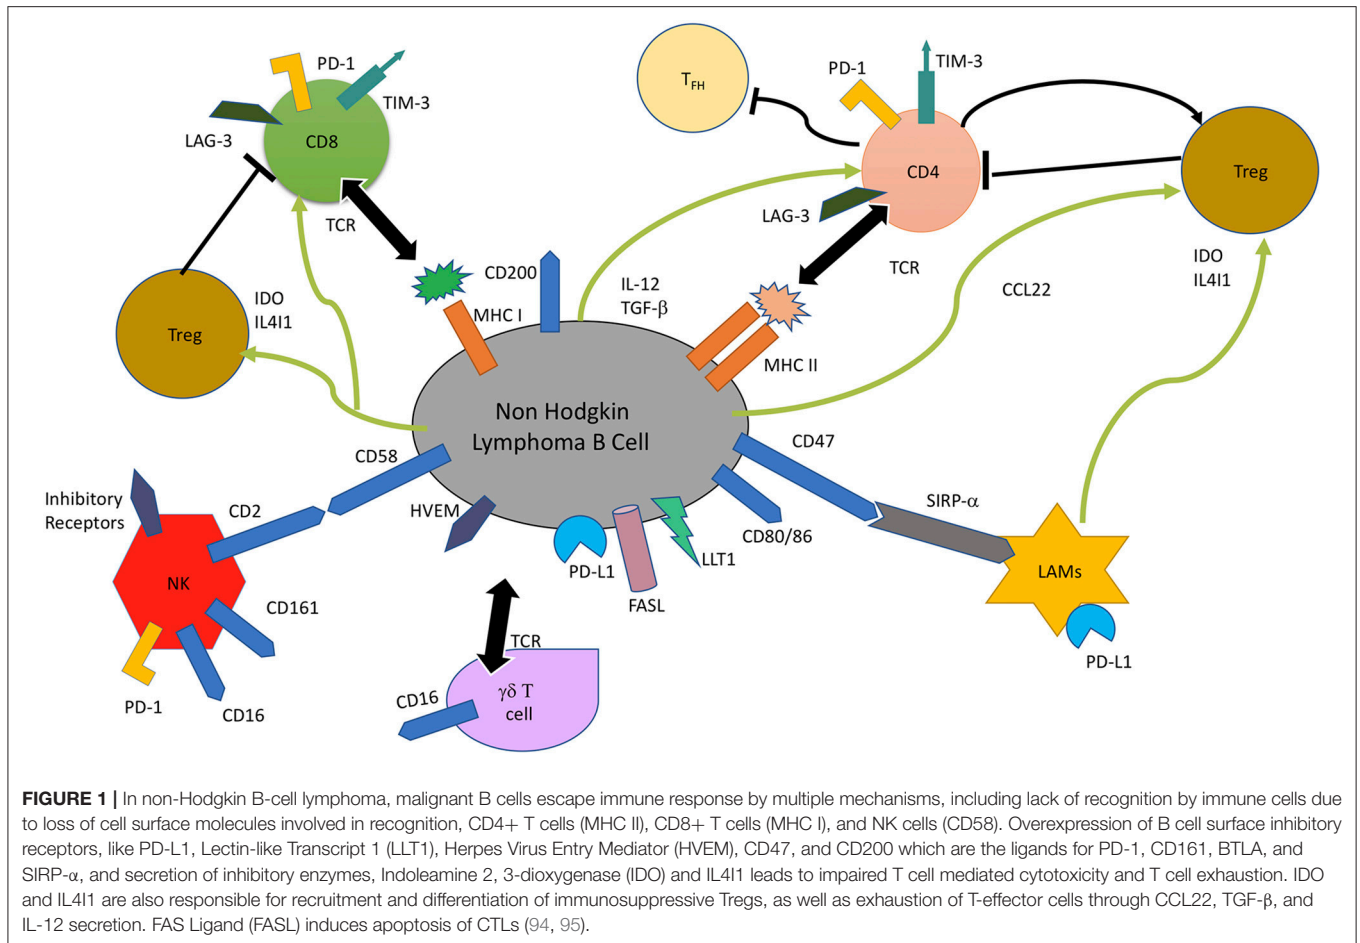 PD-1
TIM-3
LAG-3
CD8
TCR
Treg
IDO
IL4I1
MHC I
CD200
T FH
PD-1
TIM-3
CD4
LAG-3
TCR
Treg
IDO
IL4I1
IL-12
TGF-β
CCL22
MHC II
Non Hodgkin
Lymphoma B Cell
CD58
CD47
Inhibitory
Receptors
CD2
HVEM
PD-L1
FASL
LLT1
CD80/86
SIRP-α
LAMs
PD-L1
NK
CD161
PD-1
CD16
TCR
CD16
γδ T
cell
FIGURE 1 | In non-Hodgkin B-cell lymphoma, malignant B cells escape immune response by multiple mechanisms, including lack of recognition by immune cells due
to loss of cell surface molecules involved in recognition, CD4+ T cells (MHC II), CD8+ T cells (MHC I), and NK cells (CD58). Overexpression of B cell surface inhibitory
receptors, like PD-L1, Lectin-like Transcript 1 (LLT1), Herpes Virus Entry Mediator (HVEM), CD47, and CD200 which are the ligands for PD-1, CD161, BTLA, and
SIRP-α, and secretion of inhibitory enzymes, Indoleamine 2, 3-dioxygenase (IDO) and IL4I1 leads to impaired T cell mediated cytotoxicity and T cell exhaustion. IDO
and IL4I1 are also responsible for recruitment and differentiation of immunosuppressive Tregs, as well as exhaustion of T-effector cells through CCL22, TGF-β, and
IL-12 secretion. FAS Ligand (FASL) induces apoptosis of CTLs (94, 95).